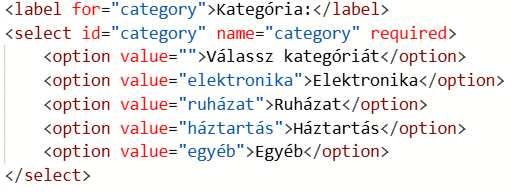 <label for="category">Kategória:</label>
<select id="category" name="category" required>
    <option value="">Válassz kategóriát</option>
    <option value="elektronika">Elektronika</option>
    <option value="ruházat">Ruházat</option>
    <option value="háztartás">Háztartás</option>
    <option value="egyéb">Egyéb</option>
</select>